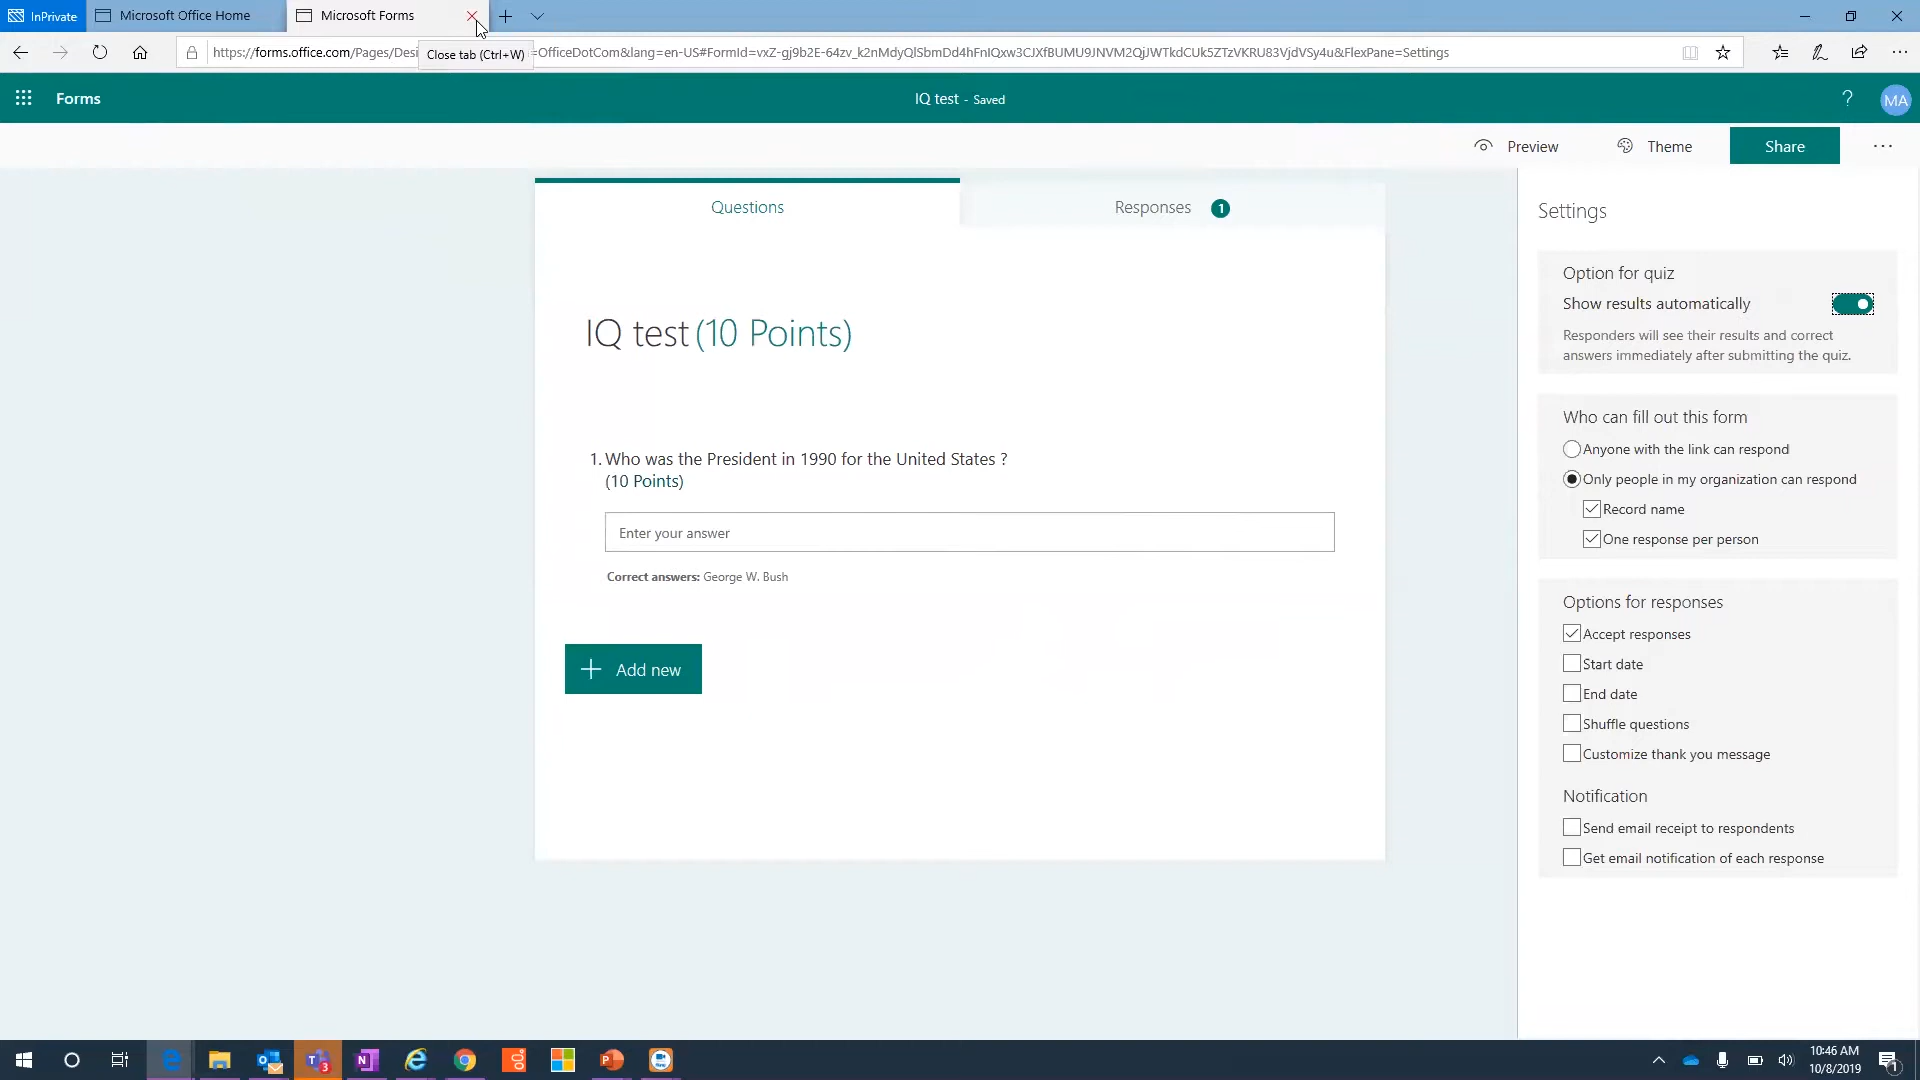 InPrivate
Microsoft Office Home
Microsoft Forms
Close tab (Ctrl+W)
https://forms.office.com/Pages/Desi
=OfficeDotCom&lang=en-US#FormId=vxZ-gj9b2E-64zv_k2nMdyQlSbmDd4hFnIQxw3CJXfBUMU9JNVM2QjJWTkdCUk5ZTzVKRU83VjdVSy4u&FlexPane=Settings
Forms
IQ test - Saved
?
MA
Preview
Theme
Share
Questions
Responses 1
IQ test (10 Points)
1. Who was the President in 1990 for the United States ?
(10 Points)
Enter your answer
Correct answers: George W. Bush
Add new
Settings
Option for quiz
Show results automatically
Responders will see their results and correct
answers immediately after submitting the quiz.
Who can fill out this form
Anyone with the link can respond
Only people in my organization can respond
Record name
One response per person
Options for responses
Accept responses
Start date
End date
Shuffle questions
Customize thank you message
Notification
Send email receipt to respondents
Get email notification of each response
3
10:46 AM
10/8/2019
1